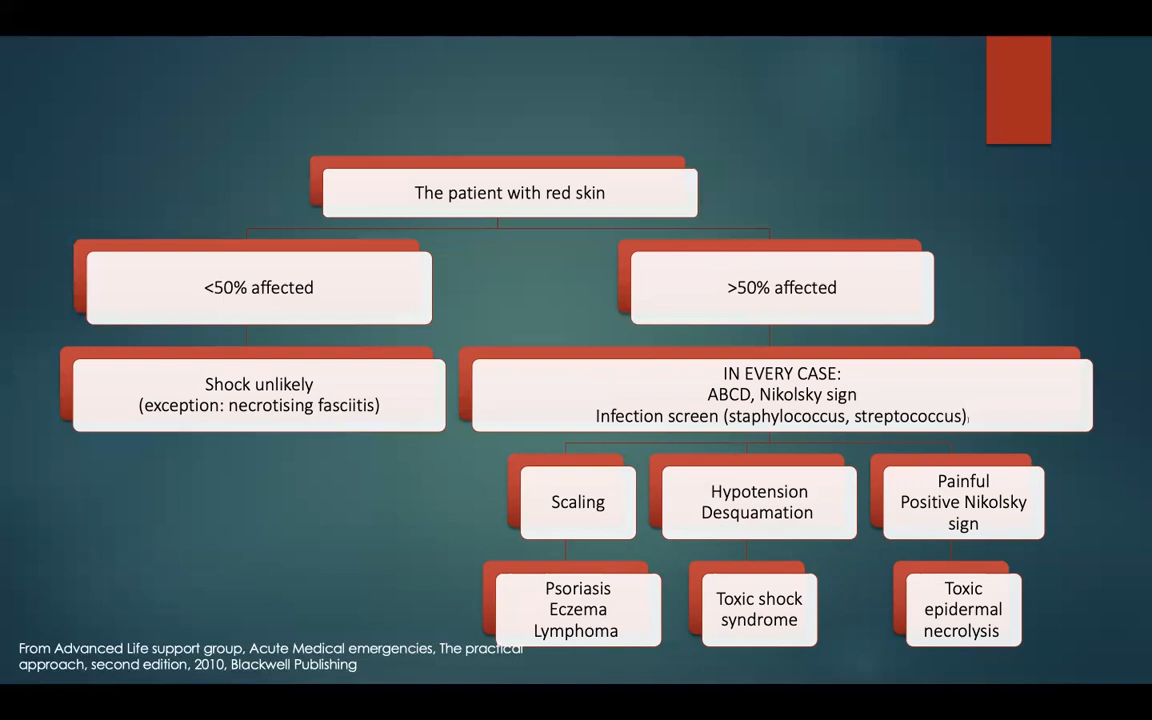 The patient with red skin
<50% affected
>50% affected
Shock unlikely
(exception: necrotising fasciitis)
IN EVERY CASE:
ABCD, Nikolsky sign
Infection screen (staphylococcus, streptococcus)
Scaling
Hypotension
Desquamation
Painful
Positive Nikolsky
sign
Psoriasis
Eczema
Lymphoma
Toxic shock
syndrome
Toxic
epidermal
necrolysis
From Advanced Life support group, Acute Medical emergencies, The practical
approach, second edition, 2010, Blackwell Publishing